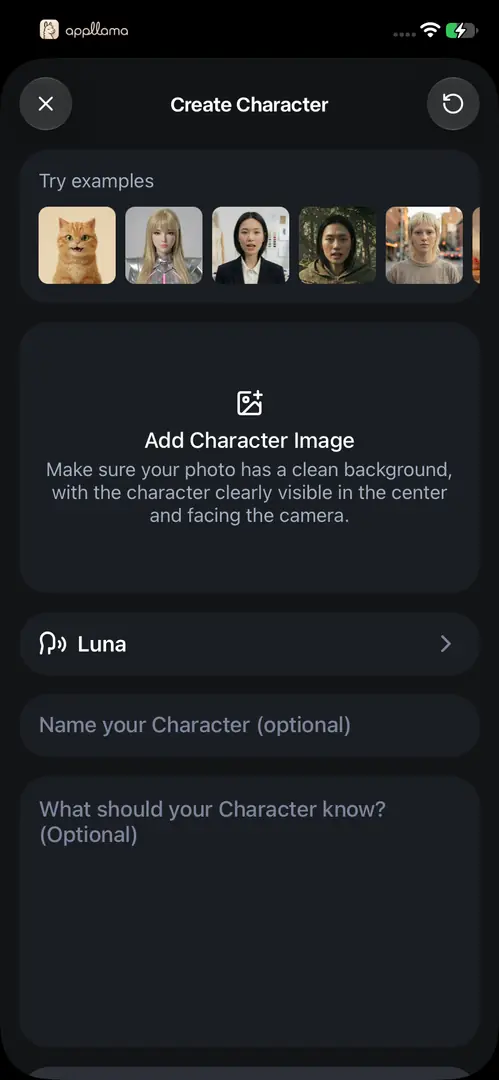 appllama
Create Character
Try examples
Add Character Image
Make sure your photo has a clean background,
with the character clearly visible in the center
and facing the camera.
Luna
Name your Character (optional)
What should your Character know?
(Optional)